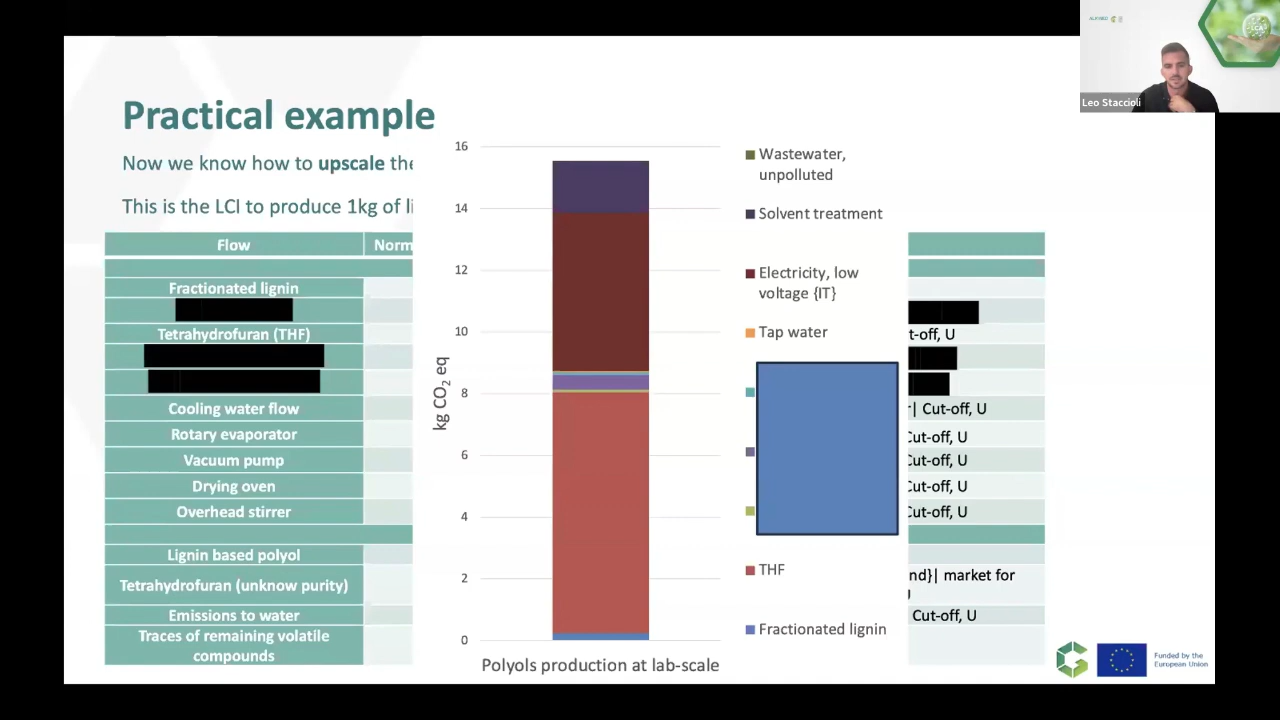 Practical example
Now we know how to upscale the
This is the LCI to produce 1kg of li
Flow
Norm
Fractionated lignin
Tetrahydrofuran (THF)
t-off, U
Cooling water flow
r| Cut-off, U
Rotary evaporator
Cut-off, U
Vacuum pump
Cut-off, U
Drying oven
Cut-off, U
Overhead stirrer
Cut-off, U
Lignin based polyol
Tetrahydrofuran (unknow purity)
nd}| market for
Emissions to water
Cut-off, U
Traces of remaining volatile
compounds
kg CO2 eq
16
14
12
10
8
6
4
2
0
Polyols production at lab-scale
Wastewater,
unpolluted
Solvent treatment
Electricity, low
voltage {IT}
Tap water
THF
Fractionated lignin
Leo Staccioli
LCA
Funded by the
European Union